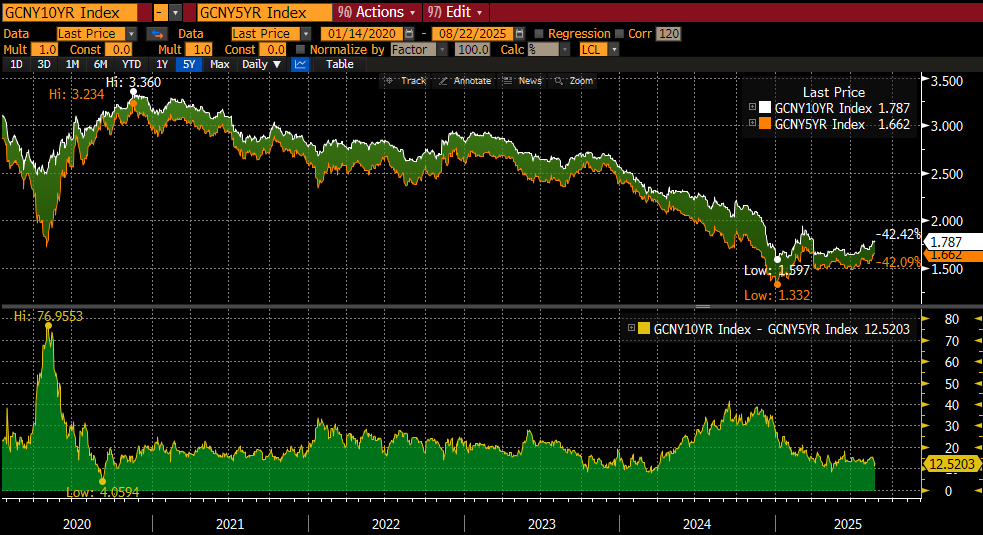 GCNY10YR Index - GCNY5YR Index 96) Actions 97) Edit
Data Last Price Data Last Price 01/14/2020 - 08/22/2025 Regression Corr 120
Mult 1.0 Const 0.0 Mult 1.0 Const 0.0 Normalize by Factor 100.0 Calc % LCL
1D 3D 1M 6M YTD 1Y 5Y Max Daily ▼ Table
Track Annotate News Zoom
Hi: 3.360
Hi: 3.234
Last Price
GCNY10YR Index 1.787
GCNY5YR Index 1.662
3.500
3.000
2.500
2.000
-42.42%
1.787
1.662
-42.09%
1.500
Low: 1.597
Low: 1.332
Hi: 76.9553
GCNY10YR Index - GCNY5YR Index 12.5203
80
70
60
50
40
30
20
12.5203
0
Low: 4.0594
2020 2021 2022 2023 2024 2025